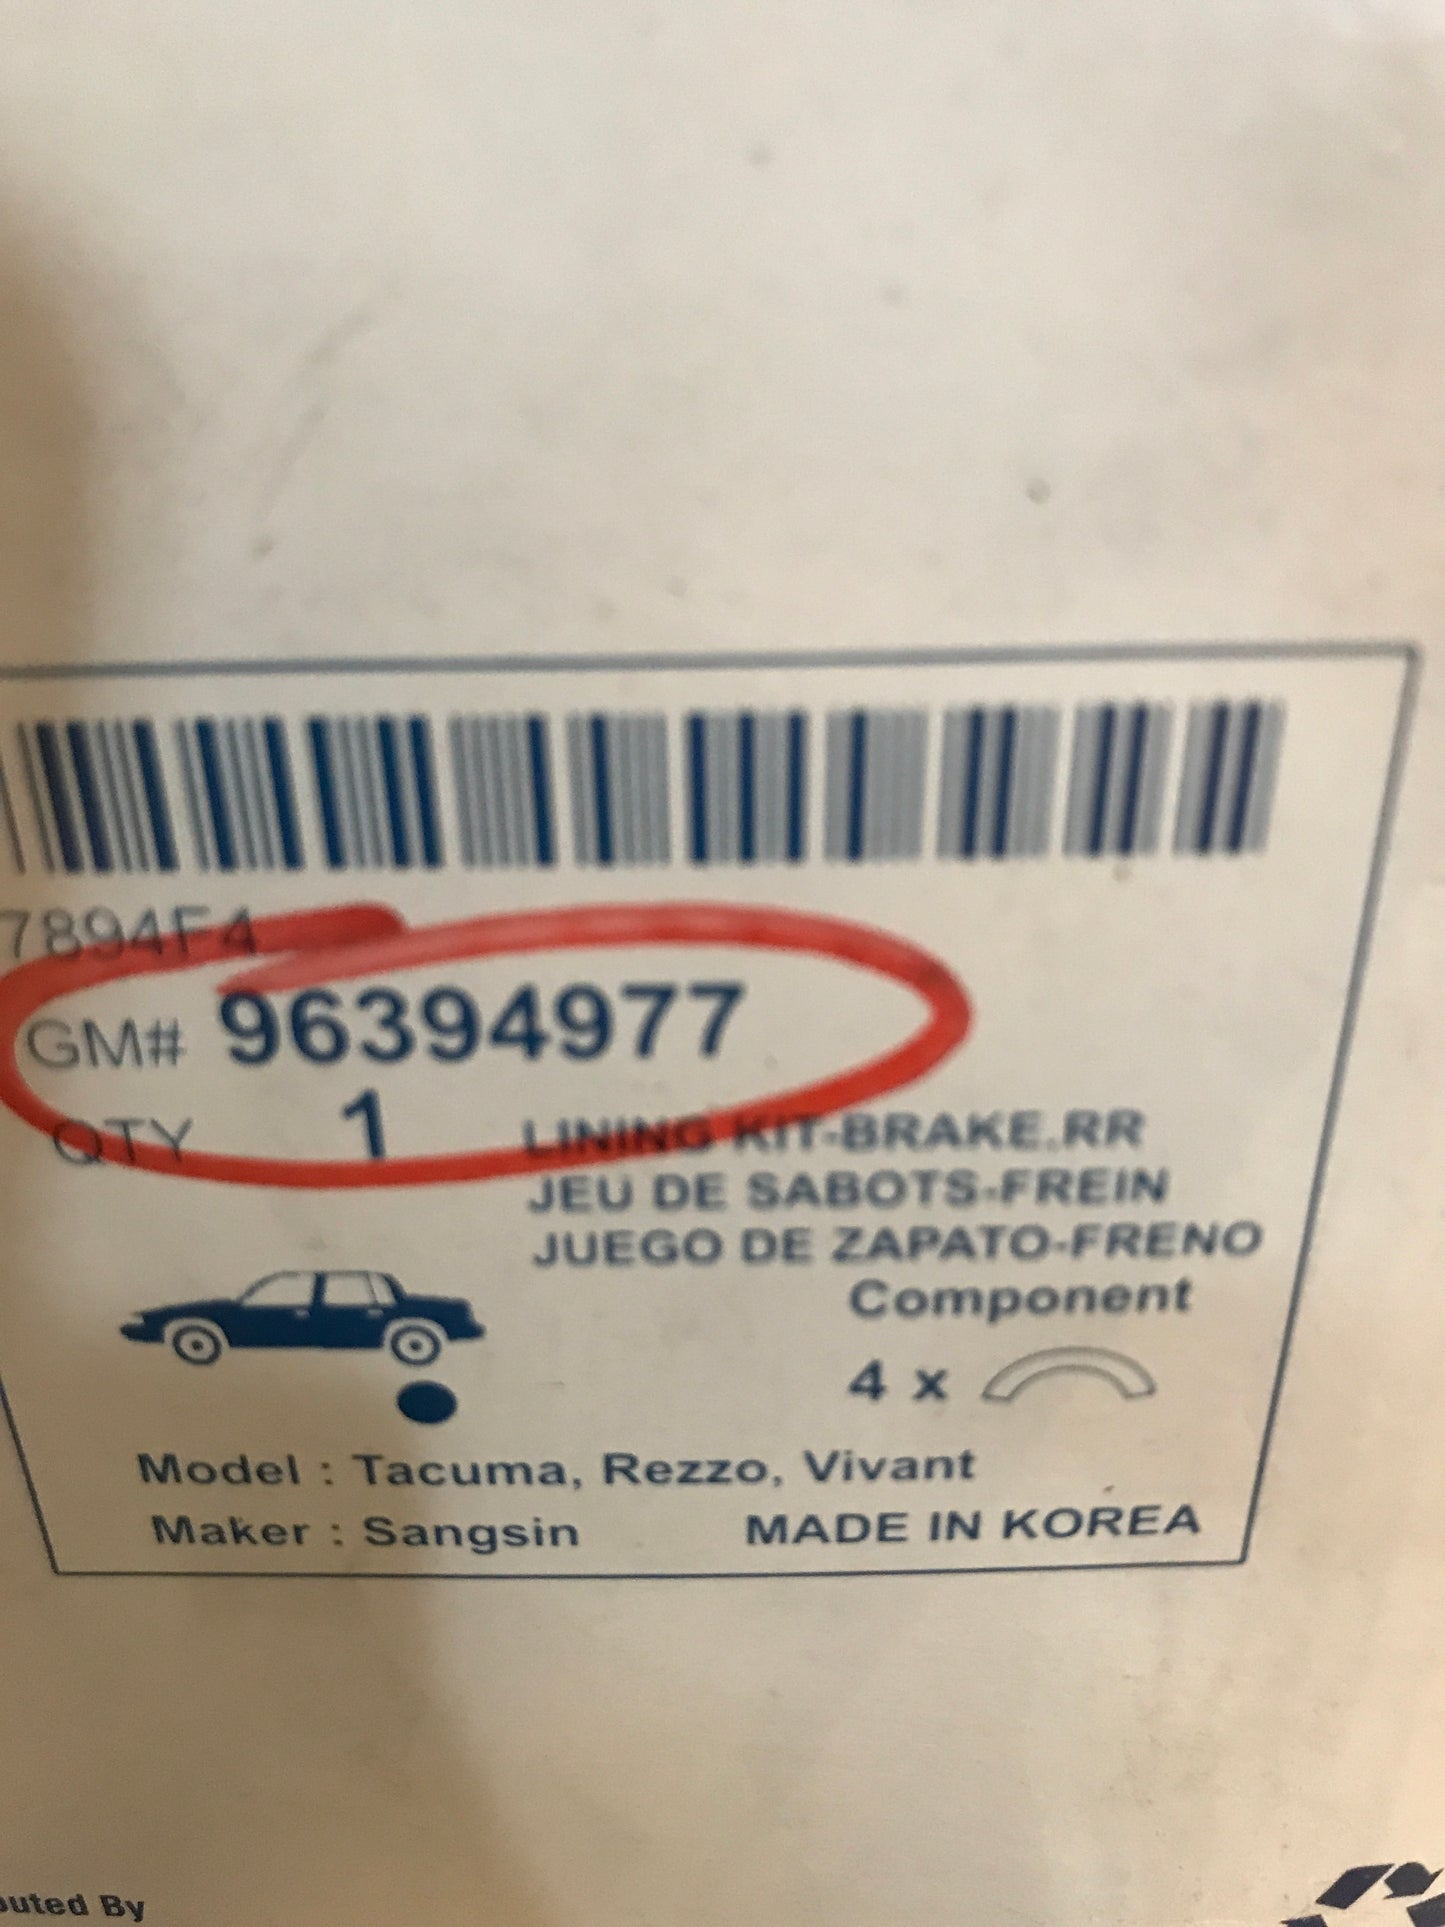 7894F4
GM# 96394977
QTY 1 LINING KIT-BRAKE.RR
JEU DE SABOTS-FREIN
JUEGO DE ZAPATO-FRENO
Component
4 x
Model : Tacuma, Rezzo, Vivant
Maker : Sangsin MADE IN KOREA
By